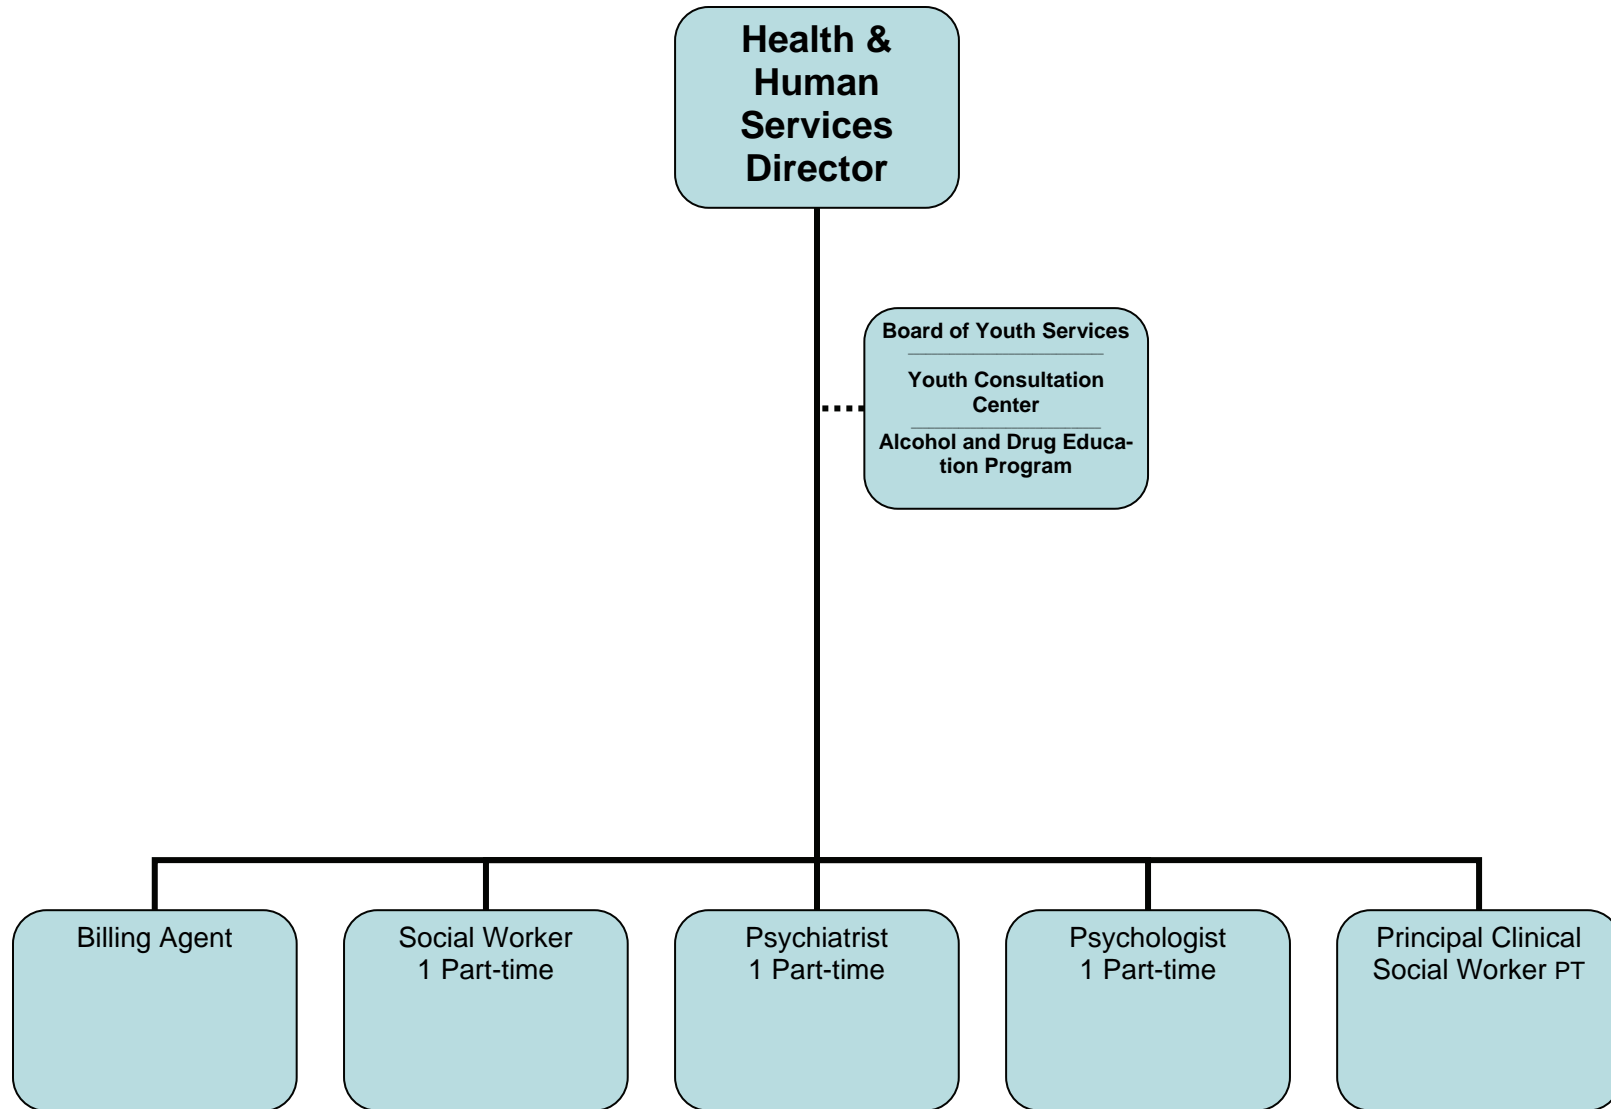 Health &
Human
Services
Director
Board of Youth Services
Youth Consultation
Center
Alcohol and Drug Educa-
tion Program
Billing Agent
Social Worker
1 Part-time
Psychiatrist
1 Part-time
Psychologist
1 Part-time
Principal Clinical
Social Worker PT